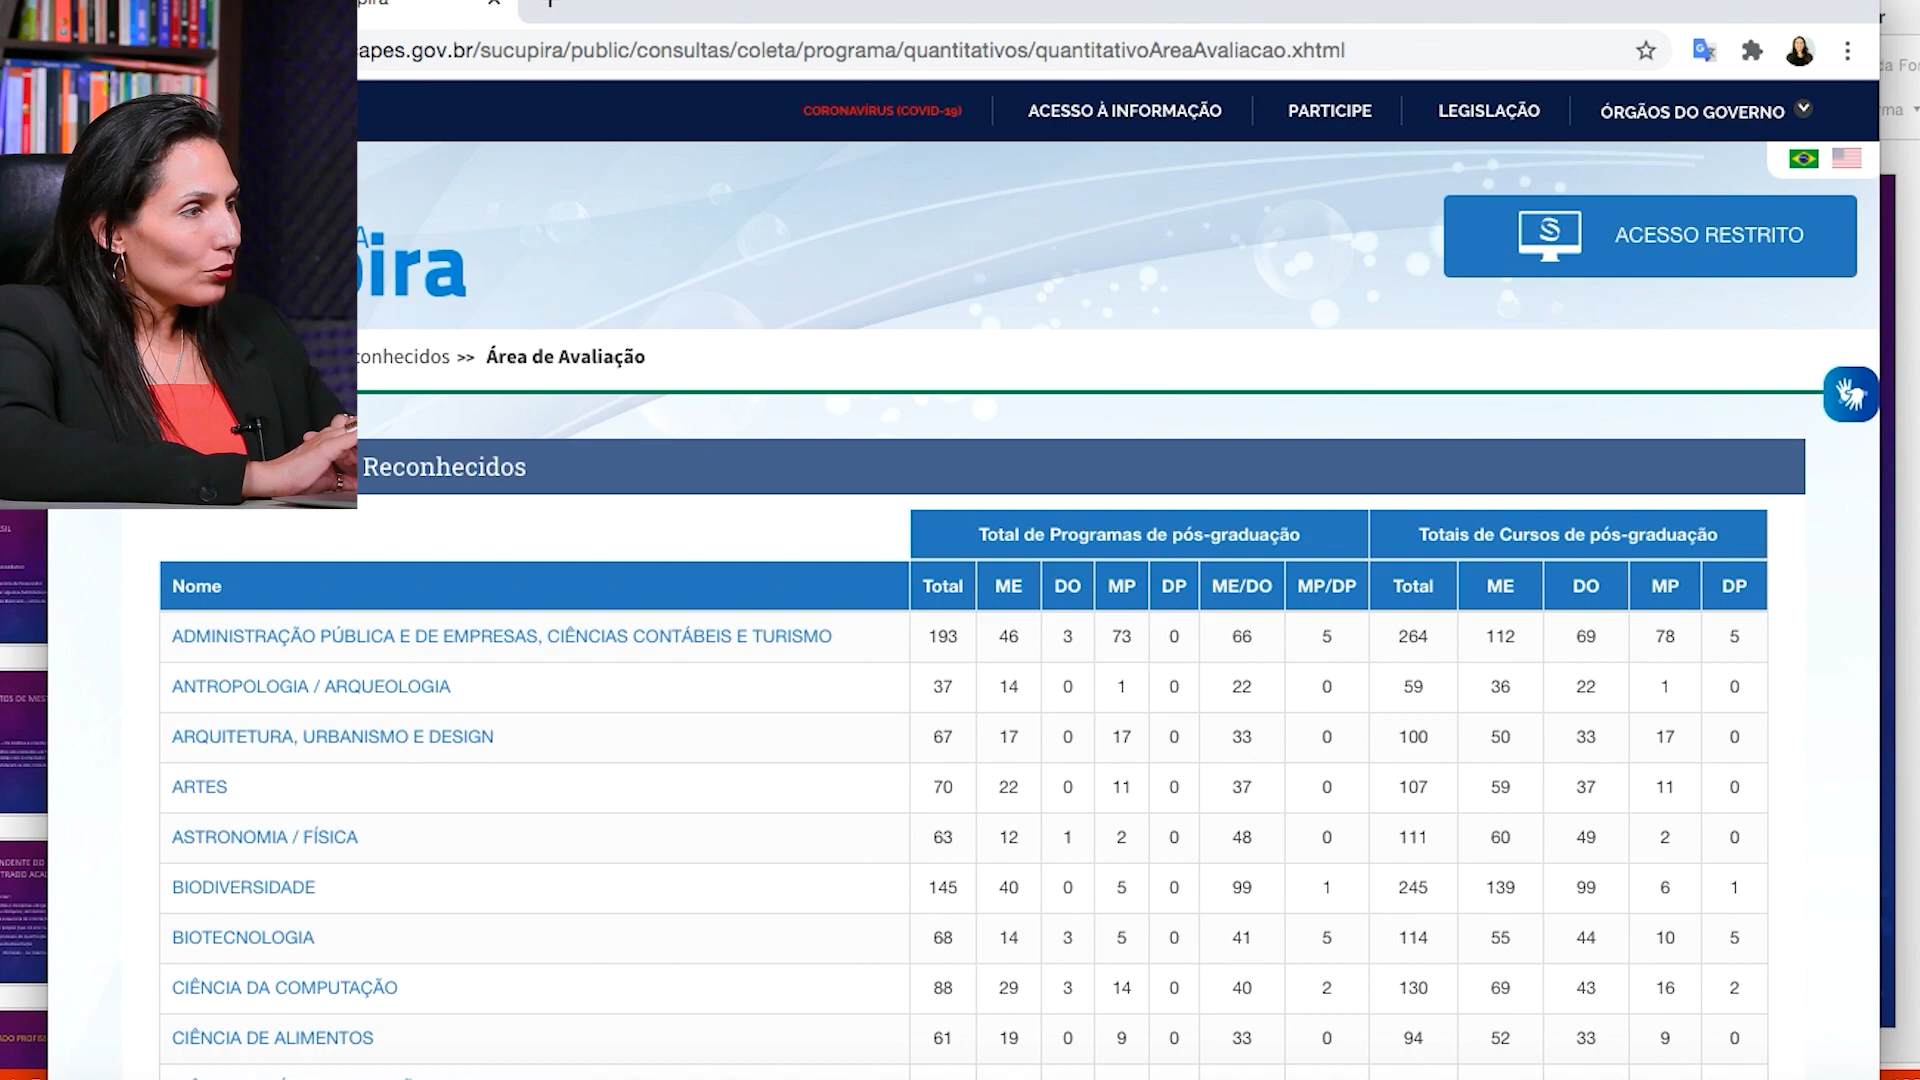 pira
capes.gov.br/sucupira/public/consultas/coleta/programa/quantitativos/quantitativoAreaAvaliacao.xhtml
CORONAVÍRUS (COVID-19)
ACESSO À INFORMAÇÃO
PARTICIPE
LEGISLAÇÃO
ÓRGÃOS DO GOVERNO
ACESSO RESTRITO
pira
conhecidos >> Área de Avaliação
Reconhecidos
Total de Programas de pós-graduação Totais de Cursos de pós-graduação
Nome Total ME DO MP DP ME/DO MP/DP Total ME DO MP DP
ADMINISTRAÇÃO PÚBLICA E DE EMPRESAS, CIÊNCIAS CONTÁBEIS E TURISMO 193 46 3 73 0 66 5 264 112 69 78 5
ANTROPOLOGIA / ARQUEOLOGIA 37 14 0 1 0 22 0 59 36 22 1 0
ARQUITETURA, URBANISMO E DESIGN 67 17 0 17 0 33 0 100 50 33 17 0
ARTES 70 22 0 11 0 37 0 107 59 37 11 0
ASTRONOMIA / FÍSICA 63 12 1 2 0 48 0 111 60 49 2 0
BIODIVERSIDADE 145 40 0 5 0 99 1 245 139 99 6 1
BIOTECNOLOGIA 68 14 3 5 0 41 5 114 55 44 10 5
CIÊNCIA DA COMPUTAÇÃO 88 29 3 14 0 40 2 130 69 43 16 2
CIÊNCIA DE ALIMENTOS 61 19 0 9 0 33 0 94 52 33 9 0